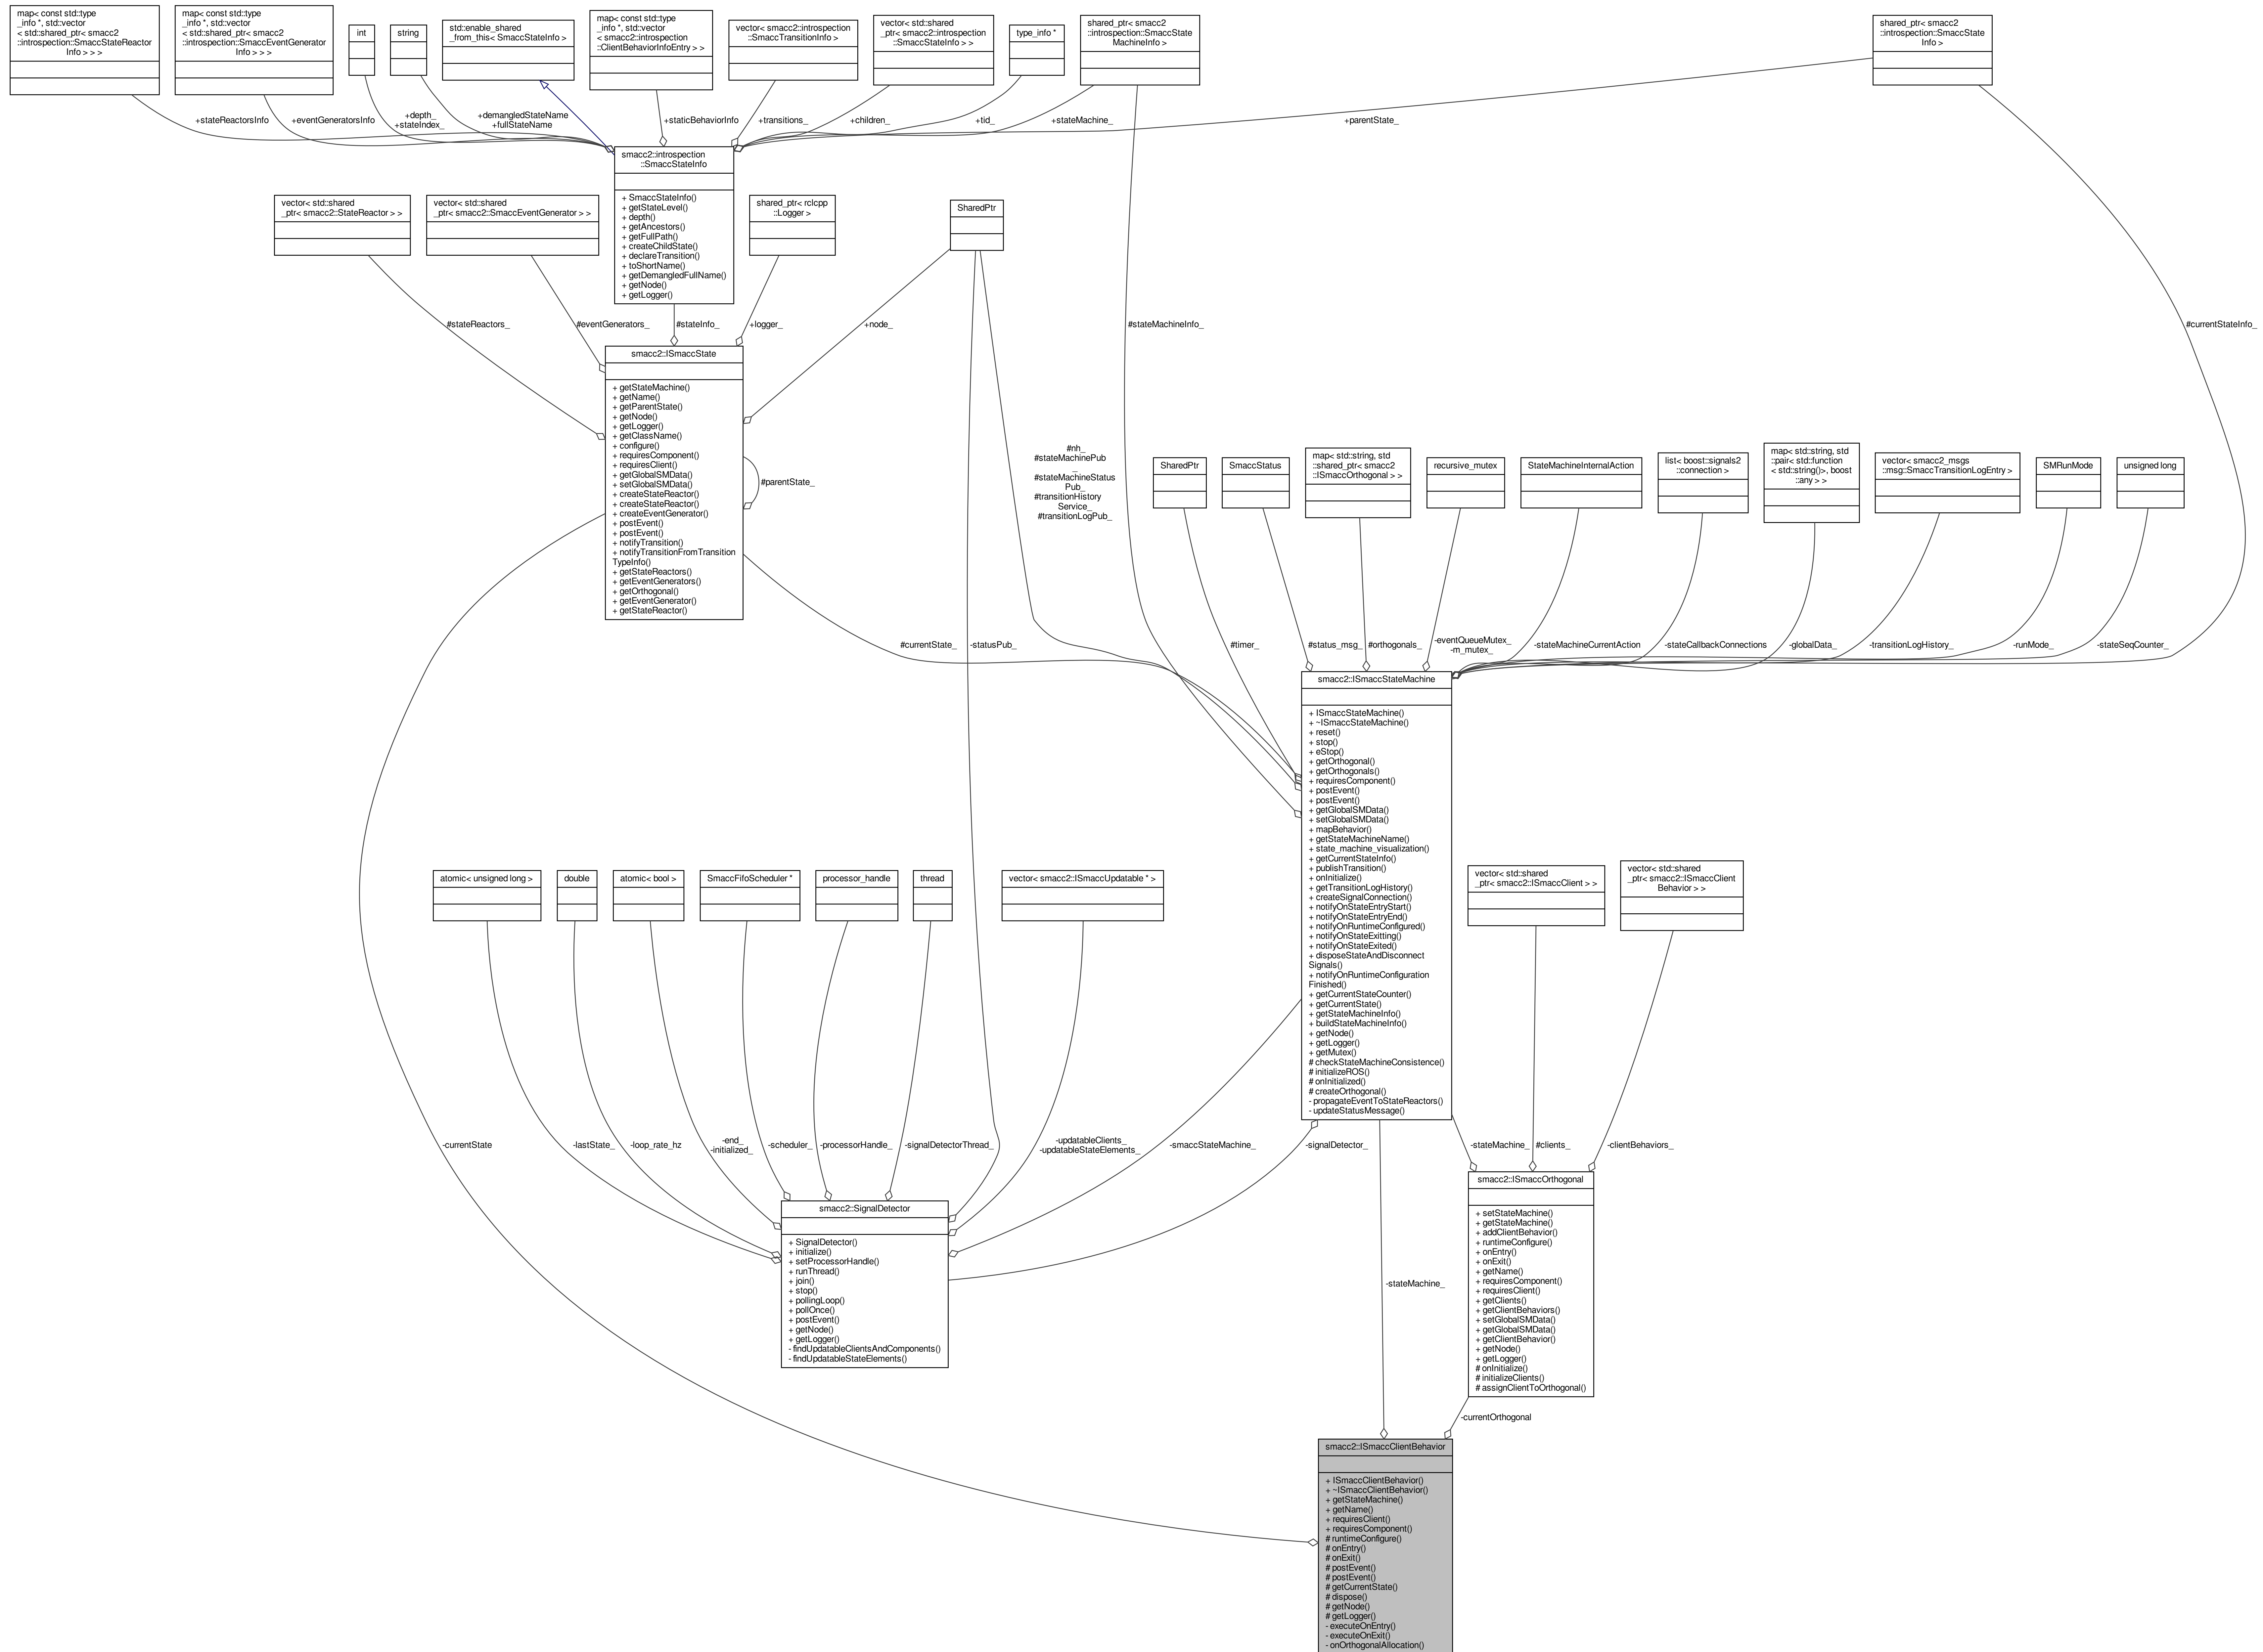 map< const std::type
_info *, std::vector
< std::shared_ptr< smacc2
::introspection::SmaccStateReactor
Info > > >
map< const std::type
_info *, std::vector
< std::shared_ptr< smacc2
::introspection::SmaccEventGenerator
Info > > >
int
string
std::enable_shared
_from_this< SmaccStateInfo >
map< const std::type
_info *, std::vector
< smacc2::introspection
::ClientBehaviorInfoEntry > >
vector< smacc2::introspection
::SmaccTransitionInfo >
vector< std::shared
_ptr< smacc2::introspection
::SmaccStateInfo > >
type_info *
shared_ptr< smacc2
::introspection::SmaccState
MachineInfo >
shared_ptr< smacc2
::introspection::SmaccState
Info >
+stateReactorsInfo
+eventGeneratorsInfo
+depth_
+stateIndex_
+demangledStateName
+fullStateName
+staticBehaviorInfo
+transitions_
+children_
+tid_
+stateMachine_
+parentState_
smacc2::introspection
::SmaccStateInfo
+ SmaccStateInfo()
+ getStateLevel()
+ depth()
+ getAncestors()
+ getFullPath()
+ createChildState()
+ declareTransition()
+ toShortName()
+ getDemangledFullName()
+ getNode()
+ getLogger()
vector< std::shared
_ptr< smacc2::StateReactor > >
vector< std::shared
_ptr< smacc2::SmaccEventGenerator > >
shared_ptr< rclcpp
::Logger >
SharedPtr
#stateReactors_
#eventGenerators_
#stateInfo_
+logger_
+node_
#stateMachineInfo_
#currentStateInfo_
smacc2::ISmaccState
+ getStateMachine()
+ getName()
+ getParentState()
+ getNode()
+ getLogger()
+ getClassName()
+ configure()
+ requiresComponent()
+ requiresClient()
+ getGlobalSMData()
+ setGlobalSMData()
+ createStateReactor()
+ createStateReactor()
+ createEventGenerator()
+ postEvent()
+ postEvent()
+ notifyTransition()
+ notifyTransitionFromTransition
TypeInfo()
+ getStateReactors()
+ getEventGenerators()
+ getOrthogonal()
+ getEventGenerator()
+ getStateReactor()
#parentState_
#nh_
#stateMachinePub
_
#stateMachineStatus
Pub_
#transitionHistory
Service_
#transitionLogPub_
SharedPtr
SmaccStatus
map< std::string, std
::shared_ptr< smacc2
::ISmaccOrthogonal > >
recursive_mutex
StateMachineInternalAction
list< boost::signals2
::connection >
map< std::string, std
::pair< std::function
< std::string()>, boost
::any > >
vector< smacc2_msgs
::msg::SmaccTransitionLogEntry >
SMRunMode
unsigned long
#currentState_
-statusPub_
#timer_
#status_msg_
#orthogonals_
-eventQueueMutex_
-m_mutex_
-stateMachineCurrentAction
-stateCallbackConnections
-globalData_
-transitionLogHistory_
-runMode_
-stateSeqCounter_
smacc2::ISmaccStateMachine
+ ISmaccStateMachine()
+ ~ISmaccStateMachine()
+ reset()
+ stop()
+ eStop()
+ getOrthogonal()
+ getOrthogonals()
+ requiresComponent()
+ postEvent()
+ postEvent()
+ getGlobalSMData()
+ setGlobalSMData()
+ mapBehavior()
+ getStateMachineName()
+ state_machine_visualization()
+ getCurrentStateInfo()
+ publishTransition()
+ onInitialize()
+ getTransitionLogHistory()
+ createSignalConnection()
+ notifyOnStateEntryStart()
+ notifyOnStateEntryEnd()
+ notifyOnRuntimeConfigured()
+ notifyOnStateExitting()
+ notifyOnStateExited()
+ disposeStateAndDisconnect
Signals()
+ notifyOnRuntimeConfiguration
Finished()
+ getCurrentStateCounter()
+ getCurrentState()
+ getStateMachineInfo()
+ buildStateMachineInfo()
+ getNode()
+ getLogger()
+ getMutex()
# checkStateMachineConsistence()
# initializeROS()
# onInitialized()
# createOrthogonal()
- propagateEventToStateReactors()
- updateStatusMessage()
atomic< unsigned long >
double
atomic< bool >
SmaccFifoScheduler *
processor_handle
thread
vector< smacc2::ISmaccUpdatable * >
vector< std::shared
_ptr< smacc2::ISmaccClient > >
vector< std::shared
_ptr< smacc2::ISmaccClient
Behavior > >
-currentState
-lastState_
-loop_rate_hz
-end_
-initialized_
-scheduler_
-processorHandle_
-signalDetectorThread_
-updatableClients_
-updatableStateElements_
-smaccStateMachine_
-signalDetector_
-stateMachine_
#clients_
-clientBehaviors_
smacc2::SignalDetector
+ SignalDetector()
+ initialize()
+ setProcessorHandle()
+ runThread()
+ join()
+ stop()
+ pollingLoop()
+ pollOnce()
+ postEvent()
+ getNode()
+ getLogger()
- findUpdatableClientsAndComponents()
- findUpdatableStateElements()
smacc2::ISmaccOrthogonal
+ setStateMachine()
+ getStateMachine()
+ addClientBehavior()
+ runtimeConfigure()
+ onEntry()
+ onExit()
+ getName()
+ requiresComponent()
+ requiresClient()
+ getClients()
+ getClientBehaviors()
+ setGlobalSMData()
+ getGlobalSMData()
+ getClientBehavior()
+ getNode()
+ getLogger()
# onInitialize()
# initializeClients()
# assignClientToOrthogonal()
-stateMachine_
-currentOrthogonal
smacc2::ISmaccClientBehavior
+ ISmaccClientBehavior()
+ ~ISmaccClientBehavior()
+ getStateMachine()
+ getName()
+ requiresClient()
+ requiresComponent()
# runtimeConfigure()
# onEntry()
# onExit()
# postEvent()
# postEvent()
# getCurrentState()
# dispose()
# getNode()
# getLogger()
- executeOnEntry()
- executeOnExit()
- onOrthogonalAllocation()